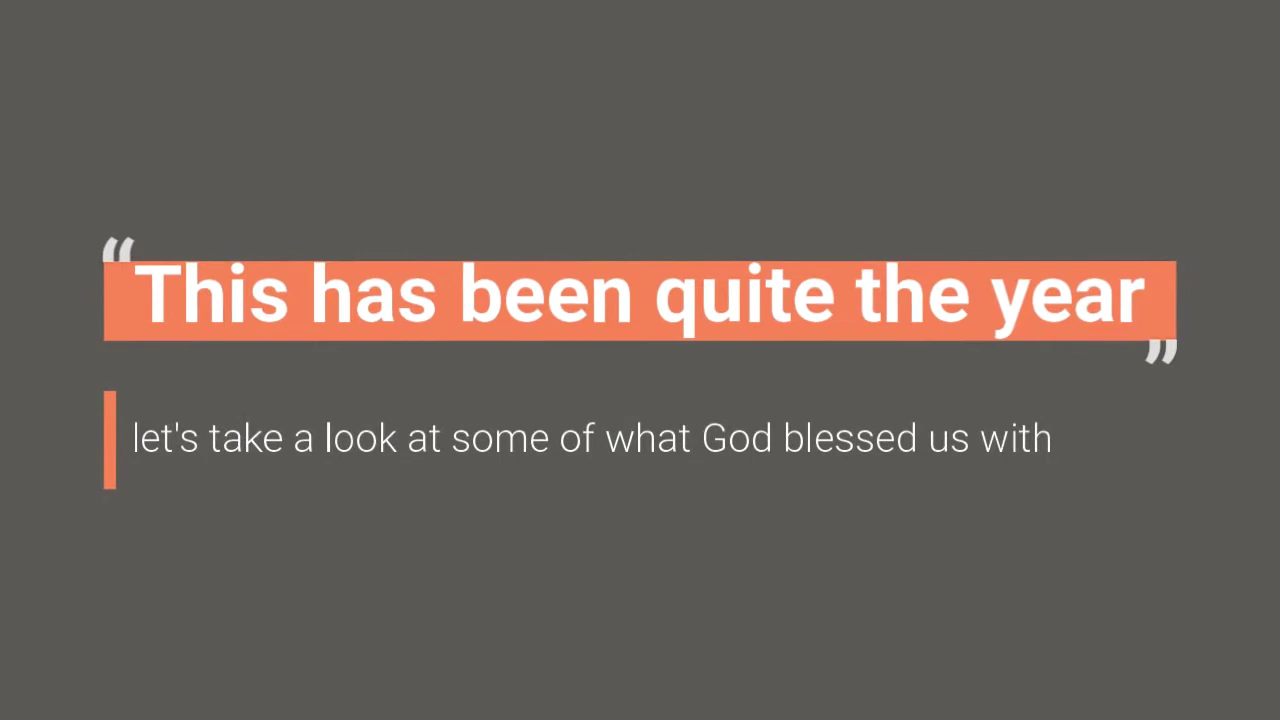 “This has been quite the year”
let's take a look at some of what God blessed us with